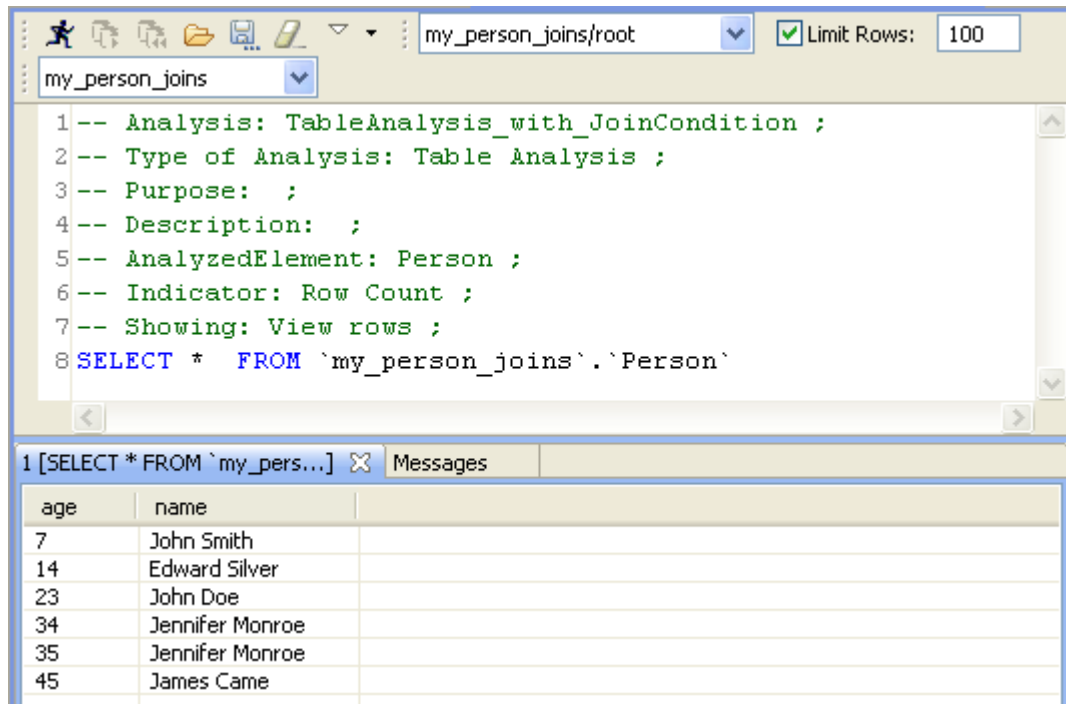 my_person_joins/root Limit Rows: 100
my_person_joins
1 -- Analysis: TableAnalysis_with_JoinCondition ;
2 -- Type of Analysis: Table Analysis ;
3 -- Purpose:  ;
4 -- Description:  ;
5 -- AnalyzedElement: Person ;
6 -- Indicator: Row Count ;
7 -- Showing: View rows ;
8 SELECT *  FROM `my_person_joins`.`Person`
1 [SELECT * FROM `my_pers...] Messages
age name
7 John Smith
14 Edward Silver
23 John Doe
34 Jennifer Monroe
35 Jennifer Monroe
45 James Came